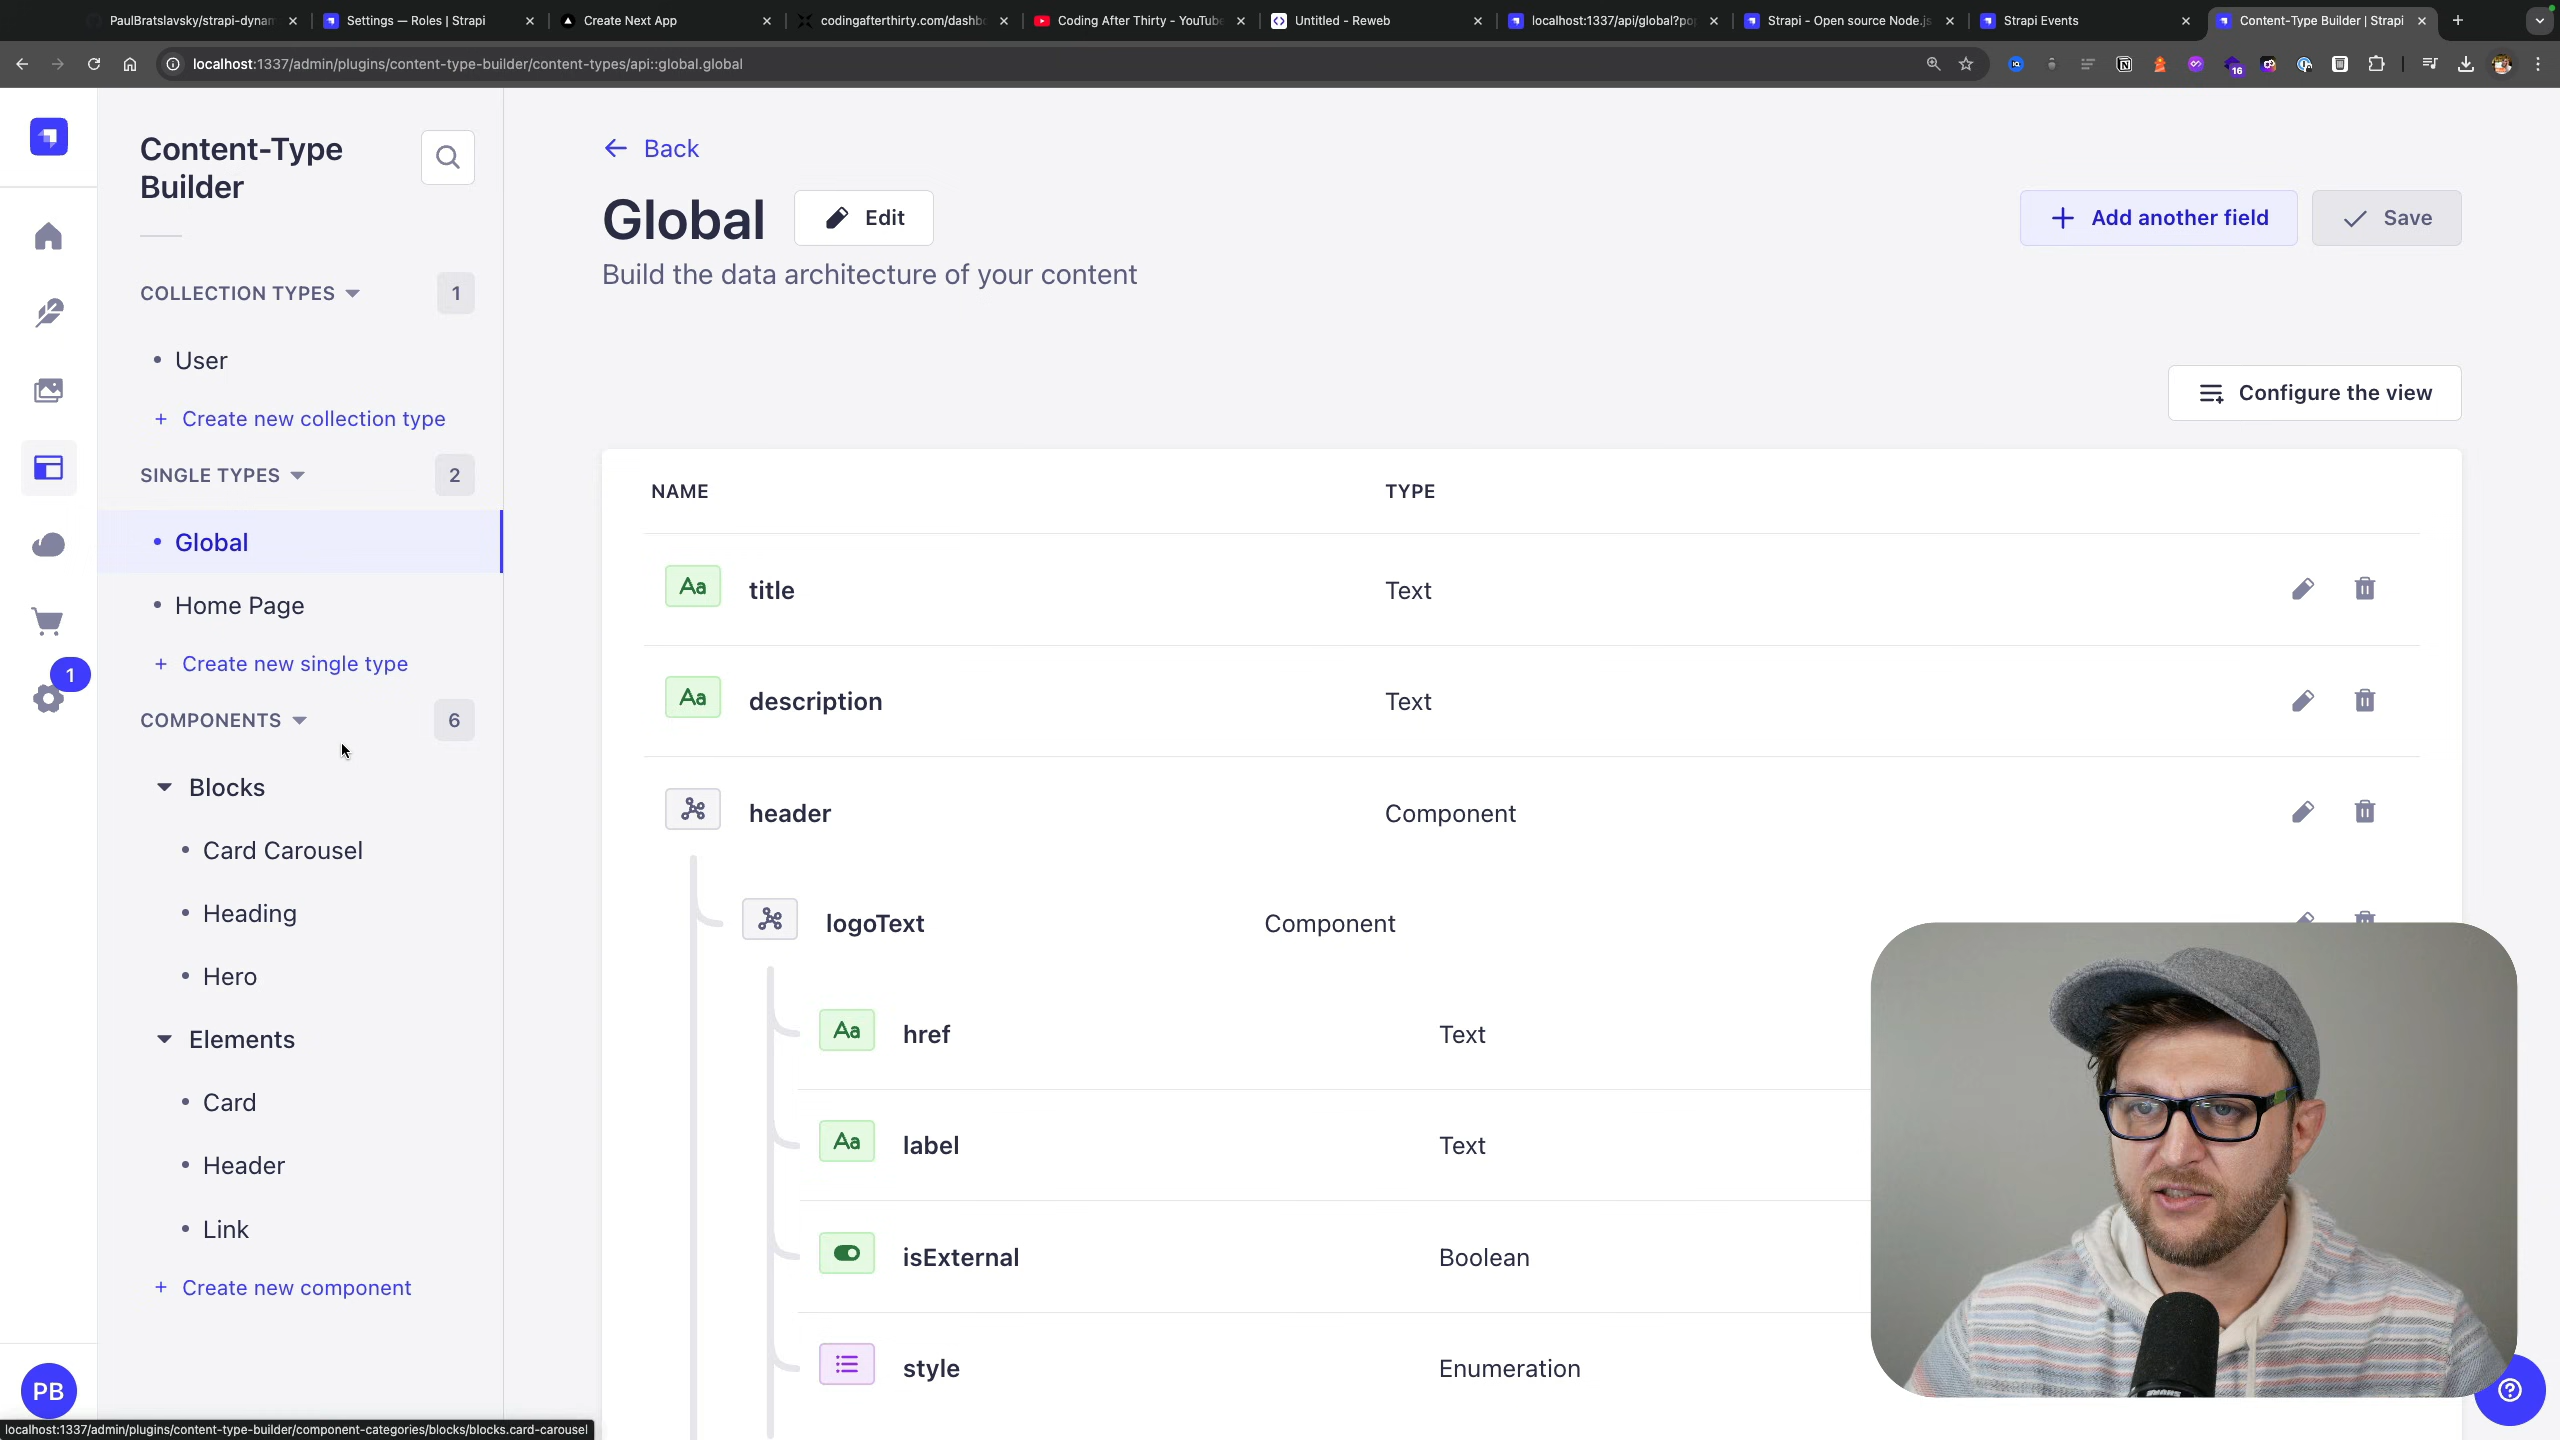 PaulBratslavsky/strapi-dynam
Settings — Roles | Strapi
Create Next App
codingafterthirty.com/dashb
Coding After Thirty - YouTube
Untitled - Reweb
localhost:1337/api/global?po
Strapi - Open source Node.js
Strapi Events
Content-Type Builder | Strapi
localhost:1337/admin/plugins/content-type-builder/content-types/api::global.global
16
Content-Type
Builder
COLLECTION TYPES 1
User
+ Create new collection type
SINGLE TYPES 2
Global
Home Page
+ Create new single type
1
COMPONENTS 6
Blocks
Card Carousel
Heading
Hero
Elements
Card
Header
Link
+ Create new component
PB
localhost:1337/admin/plugins/content-type-builder/component-categories/blocks/blocks.card-carousel
Back
Global Edit
Build the data architecture of your content
+ Add another field Save
Configure the view
NAME TYPE
Aa title Text
Aa description Text
header Component
logoText Component
Aa href Text
Aa label Text
isExternal Boolean
style Enumeration